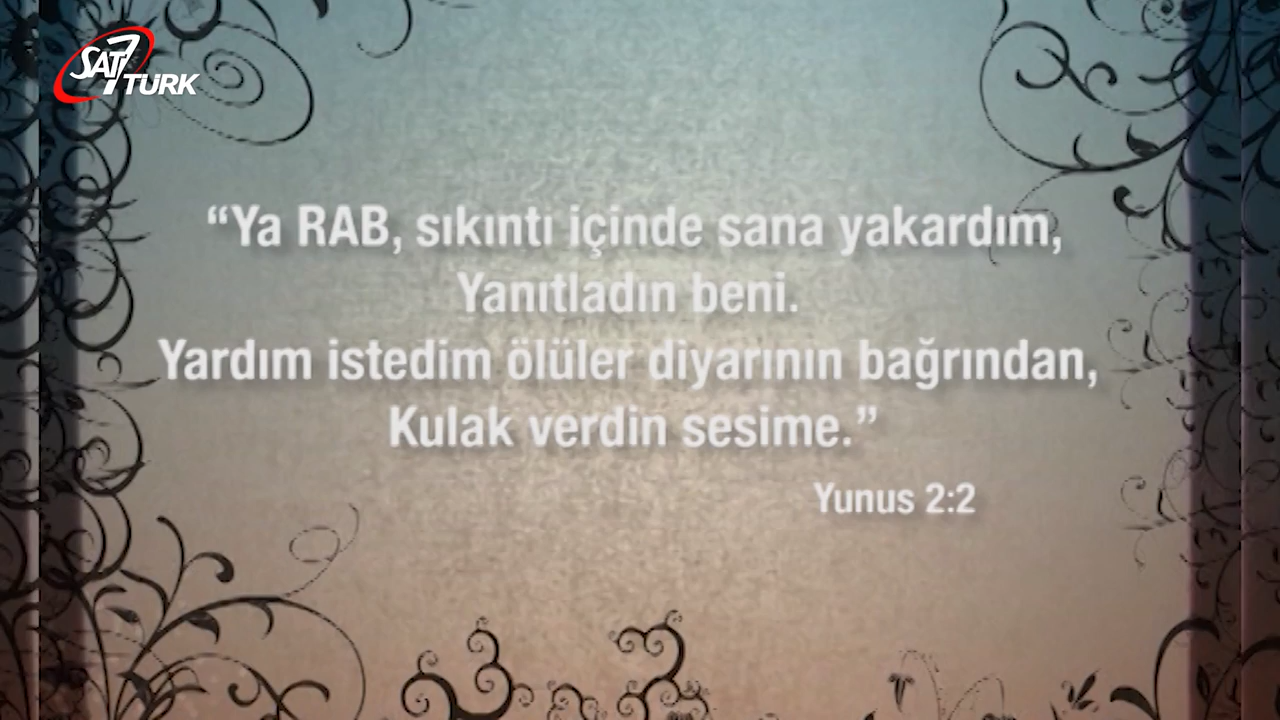 SAT7
TÜRK
“Ya RAB, sıkıntı içinde sana yakardım,
Yanıtladın beni.
Yardım istedim ölüler diyarının bağrından,
Kulak verdin sesime.”
Yunus 2:2